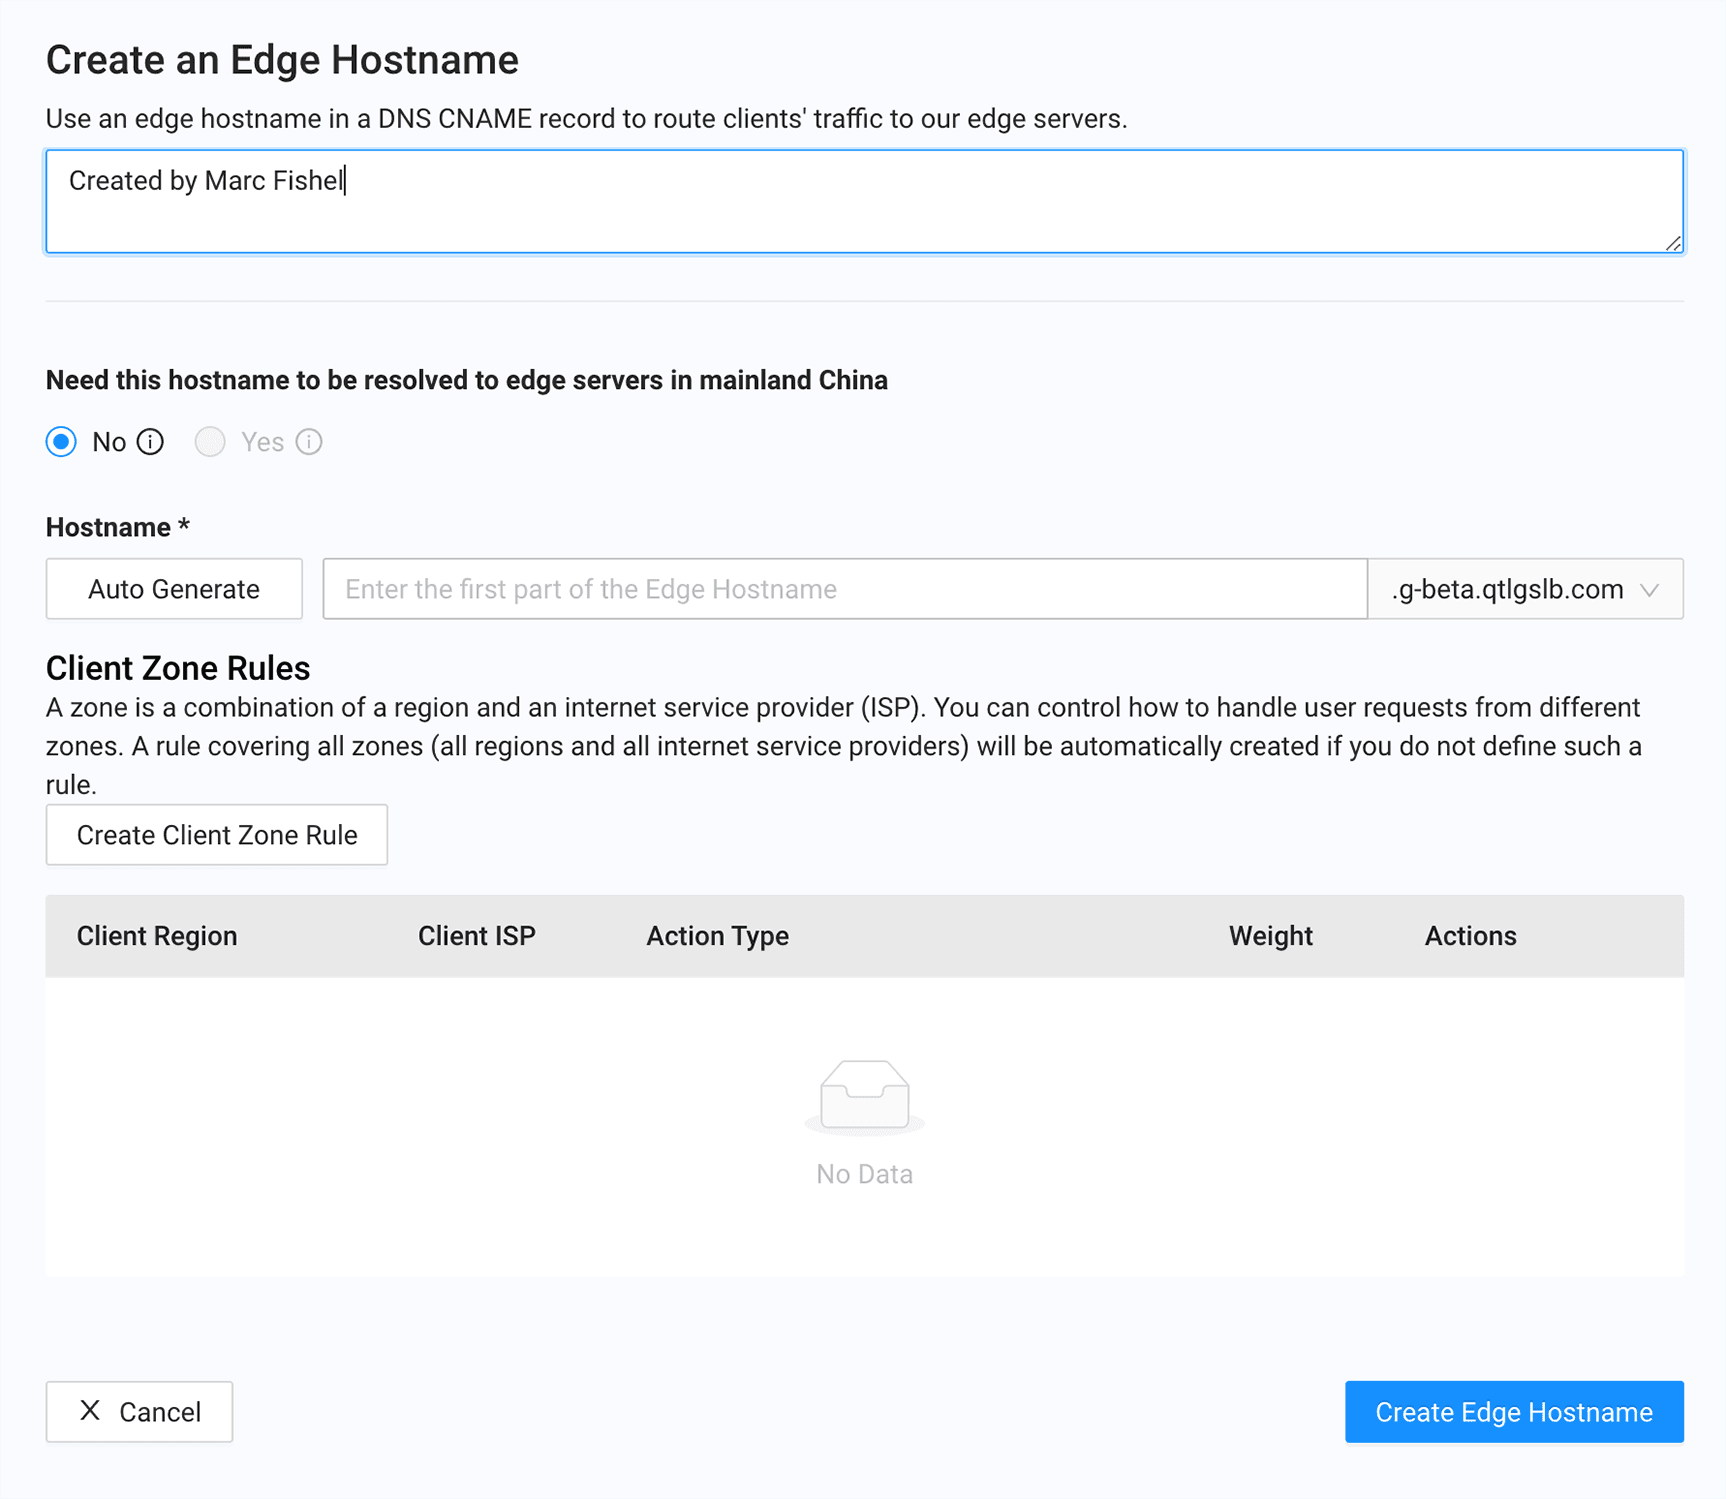 Create an Edge Hostname
Use an edge hostname in a DNS CNAME record to route clients' traffic to our edge servers.
Created by Marc Fishel
Need this hostname to be resolved to edge servers in mainland China
No Yes
Hostname *
Auto Generate Enter the first part of the Edge Hostname .g-beta.qtlgslb.com
Client Zone Rules
A zone is a combination of a region and an internet service provider (ISP). You can control how to handle user requests from different
zones. A rule covering all zones (all regions and all internet service providers) will be automatically created if you do not define such a
rule.
Create Client Zone Rule
Client Region Client ISP Action Type Weight Actions
No Data
Cancel Create Edge Hostname